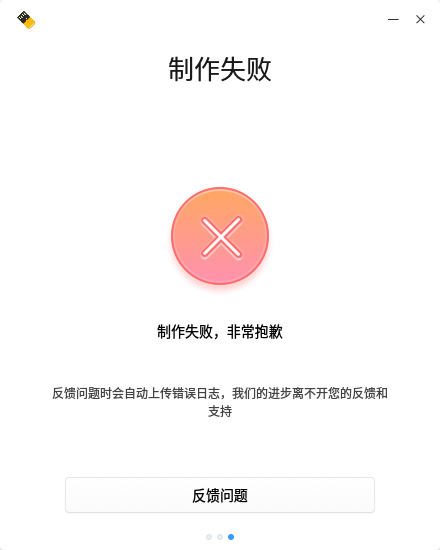 制作失败
制作失败，非常抱歉
反馈问题时会自动上传错误日志，我们的进步离不开您的反馈和
支持
反馈问题